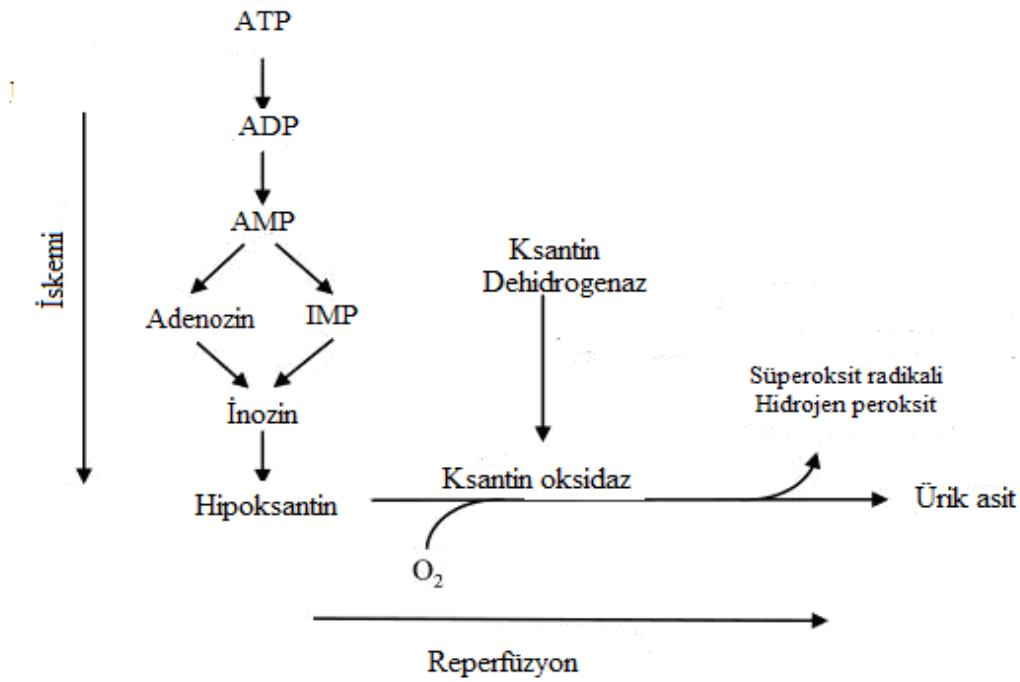 ATP
ADP
AMP
İskemi
Adenozin
IMP
İnozin
Hipoksantin
Ksantin
Dehidrogenaz
Ksantin oksidaz
O₂
Süperoksit radikali
Hidrojen peroksit
Ürik asit
Reperfüzyon